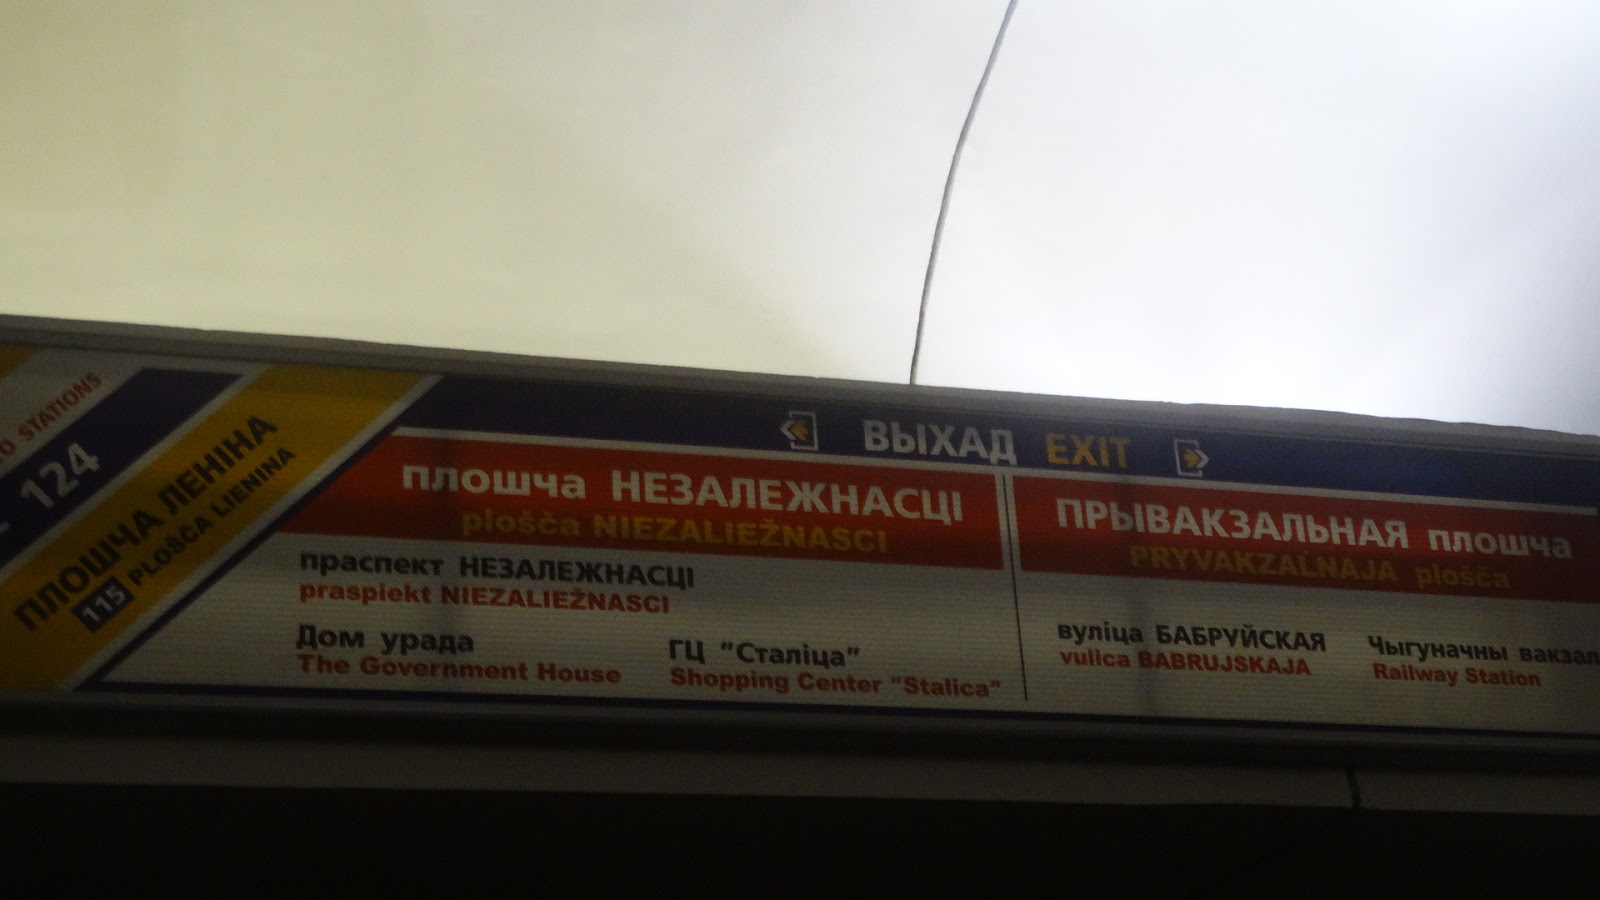 STATIONS
124
ПЛОШЧА ЛЕНІНА
115 PLOŠČA LIENINA
ВЫХАД EXIT
плошча НЕЗАЛЕЖНАСЦІ
plošča NIEZALIEŽNASCI
праспект НЕЗАЛЕЖНАСЦІ
praspiekt NIEZALIEŽNASCI
Дом урада
The Government House
ГЦ "Сталіца"
Shopping Center "Stalica"
ПРЫВАКЗАЛЬНАЯ плошча
PRYVAKZAĹNAJA plošča
вуліца БАБРУЙСКАЯ
vulica BABRUJSKAJA
Чыгуначны вакзал
Railway Station